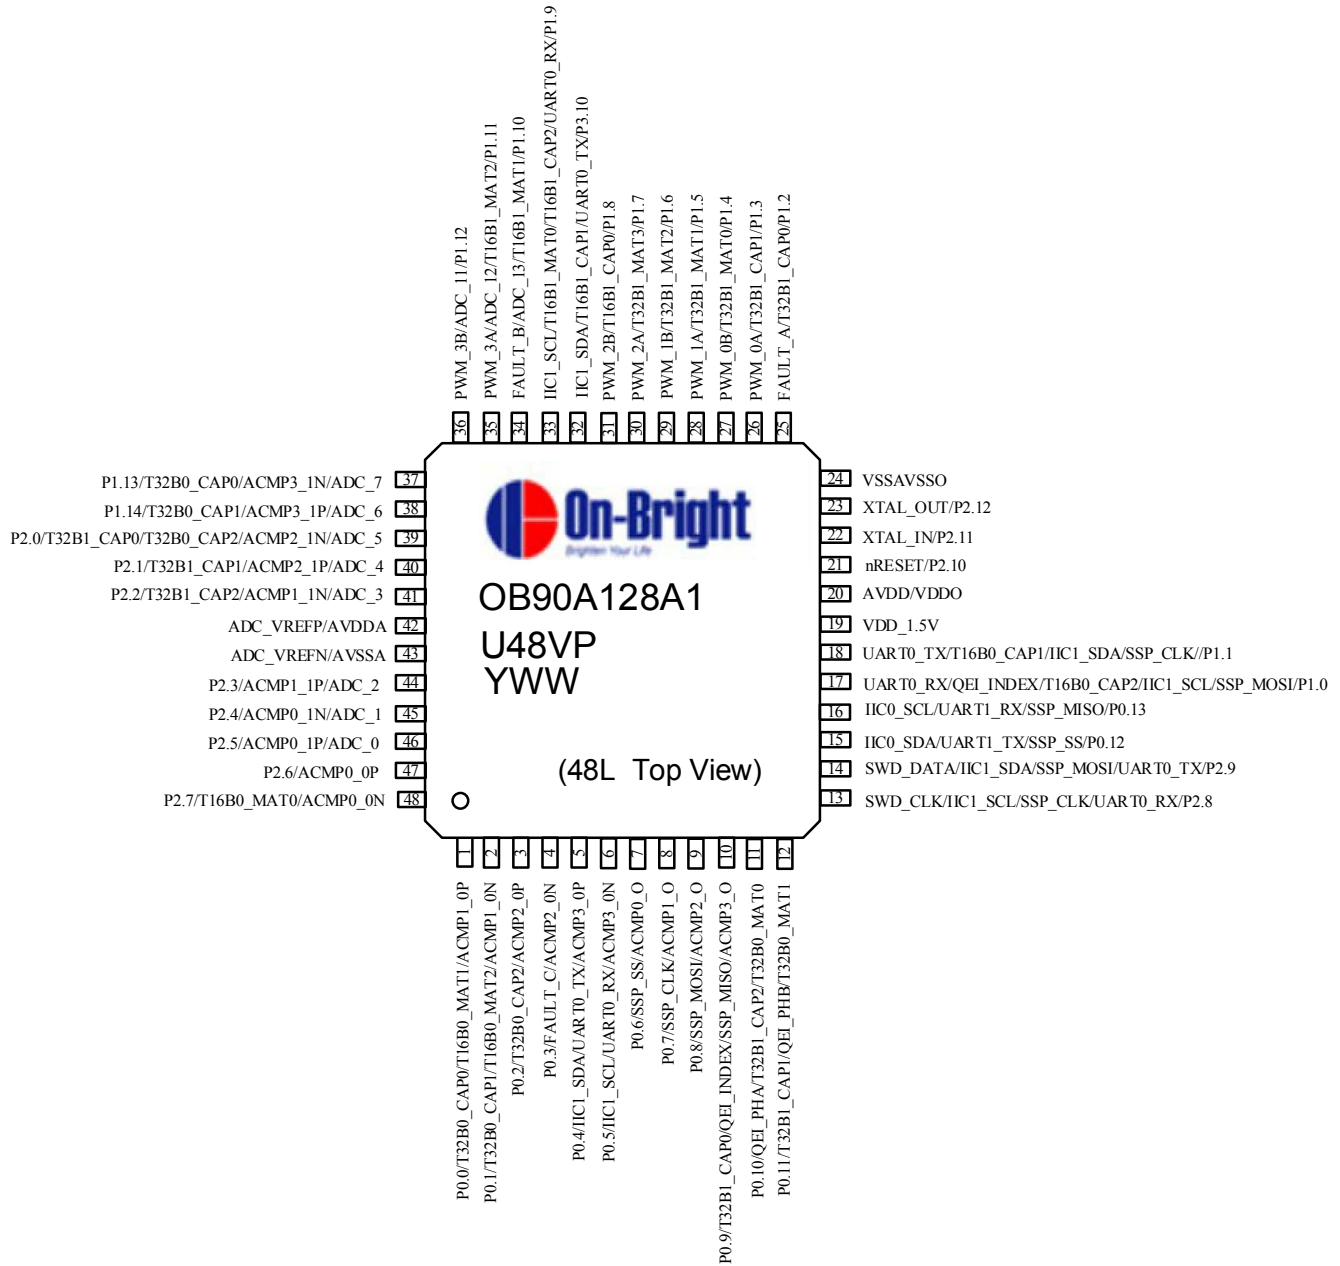 PWM_3B/ADC_11/P1.12
PWM_3A/ADC_12/T16B1_MAT2/P1.11
FAULT_B/ADC_13/T16B1_MAT1/P1.10
IIC1_SCL/T16B1_MAT0/T16B1_CAP2/UART0_RX/P1.9
IIC1_SDA/T16B1_CAP1/UART0_TX/P3.10
PWM_2B/T16B1_CAP0/P1.8
PWM_2A/T32B1_MAT3/P1.7
PWM_1B/T32B1_MAT2/P1.6
PWM_1A/T32B1_MAT1/P1.5
PWM_0B/T32B1_MAT0/P1.4
PWM_0A/T32B1_CAP1/P1.3
FAULT_A/T32B1_CAP0/P1.2
36 35 34 33 32 31 30 29 28 27 26 25
P1.13/T32B0_CAP0/ACMP3_1N/ADC_7 37
P1.14/T32B0_CAP1/ACMP3_1P/ADC_6 38
P2.0/T32B1_CAP0/T32B0_CAP2/ACMP2_1N/ADC_5 39
P2.1/T32B1_CAP1/ACMP2_1P/ADC_4 40
P2.2/T32B1_CAP2/ACMP1_1N/ADC_3 41
ADC_VREFP/AVDDA 42
ADC_VREFN/AVSSA 43
P2.3/ACMP1_1P/ADC_2 44
P2.4/ACMP0_1N/ADC_1 45
P2.5/ACMP0_1P/ADC_0 46
P2.6/ACMP0_0P 47
P2.7/T16B0_MAT0/ACMP0_0N 48
On-Bright
Brighten Your Life
OB90A128A1
U48VP
YWW
(48L Top View)
24 VSSAVSSO
23 XTAL_OUT/P2.12
22 XTAL_IN/P2.11
21 nRESET/P2.10
20 AVDD/VDDO
19 VDD_1.5V
18 UART0_TX/T16B0_CAP1/IIC1_SDA/SSP_CLK//P1.1
17 UART0_RX/QEI_INDEX/T16B0_CAP2/IIC1_SCL/SSP_MOSI/P1.0
16 IIC0_SCL/UART1_RX/SSP_MISO/P0.13
15 IIC0_SDA/UART1_TX/SSP_SS/P0.12
14 SWD_DATA/IIC1_SDA/SSP_MOSI/UART0_TX/P2.9
13 SWD_CLK/IIC1_SCL/SSP_CLK/UART0_RX/P2.8
1 2 3 4 5 6 7 8 9 10 11 12
P0.0/T32B0_CAP0/T16B0_MAT1/ACMP1_0P
P0.1/T32B0_CAP1/T16B0_MAT2/ACMP1_0N
P0.2/T32B0_CAP2/ACMP2_0P
P0.3/FAULT_C/ACMP2_0N
P0.4/IIC1_SDA/UART0_TX/ACMP3_0P
P0.5/IIC1_SCL/UART0_RX/ACMP3_0N
P0.6/SSP_SS/ACMP0_O
P0.7/SSP_CLK/ACMP1_O
P0.8/SSP_MOSI/ACMP2_O
P0.9/T32B1_CAP0/QEI_INDEX/SSP_MISO/ACMP3_O
P0.10/QEI_PHA/T32B1_CAP2/T32B0_MAT0
P0.11/T32B1_CAP1/QEI_PHB/T32B0_MAT1